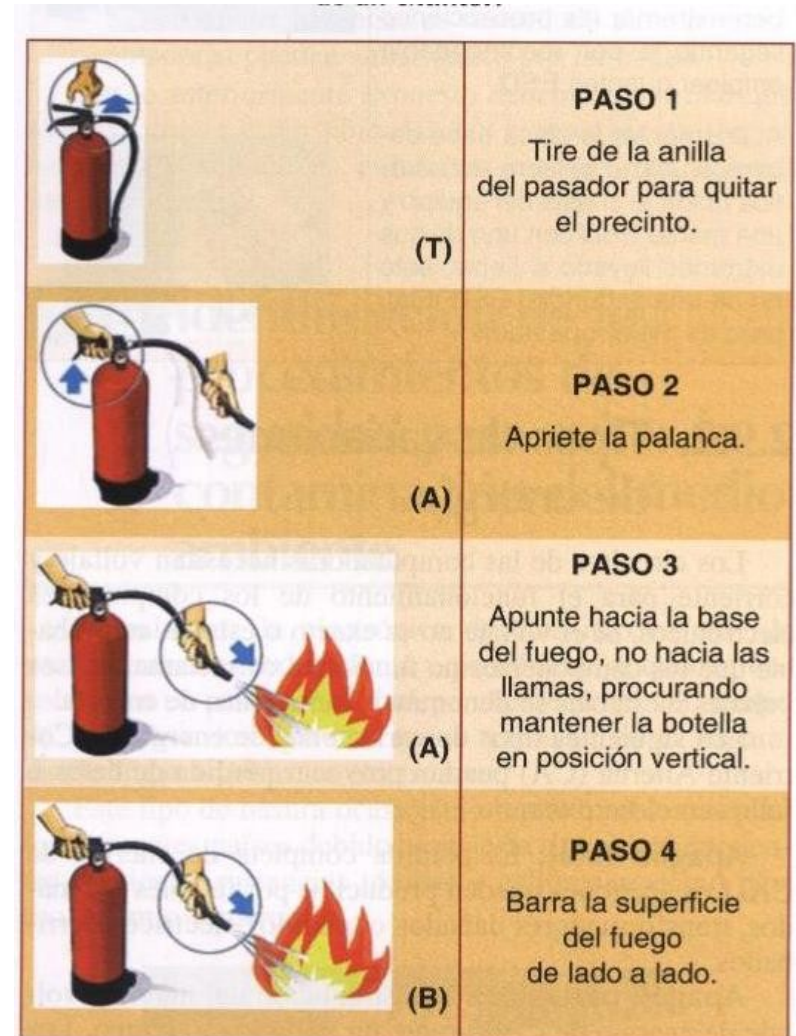 (T)
PASO 1
Tire de la anilla
del pasador para quitar
el precinto.
(A)
PASO 2
Apriete la palanca.
(A)
PASO 3
Apunte hacia la base
del fuego, no hacia las
llamas, procurando
mantener la botella
en posición vertical.
(B)
PASO 4
Barra la superficie
del fuego
de lado a lado.